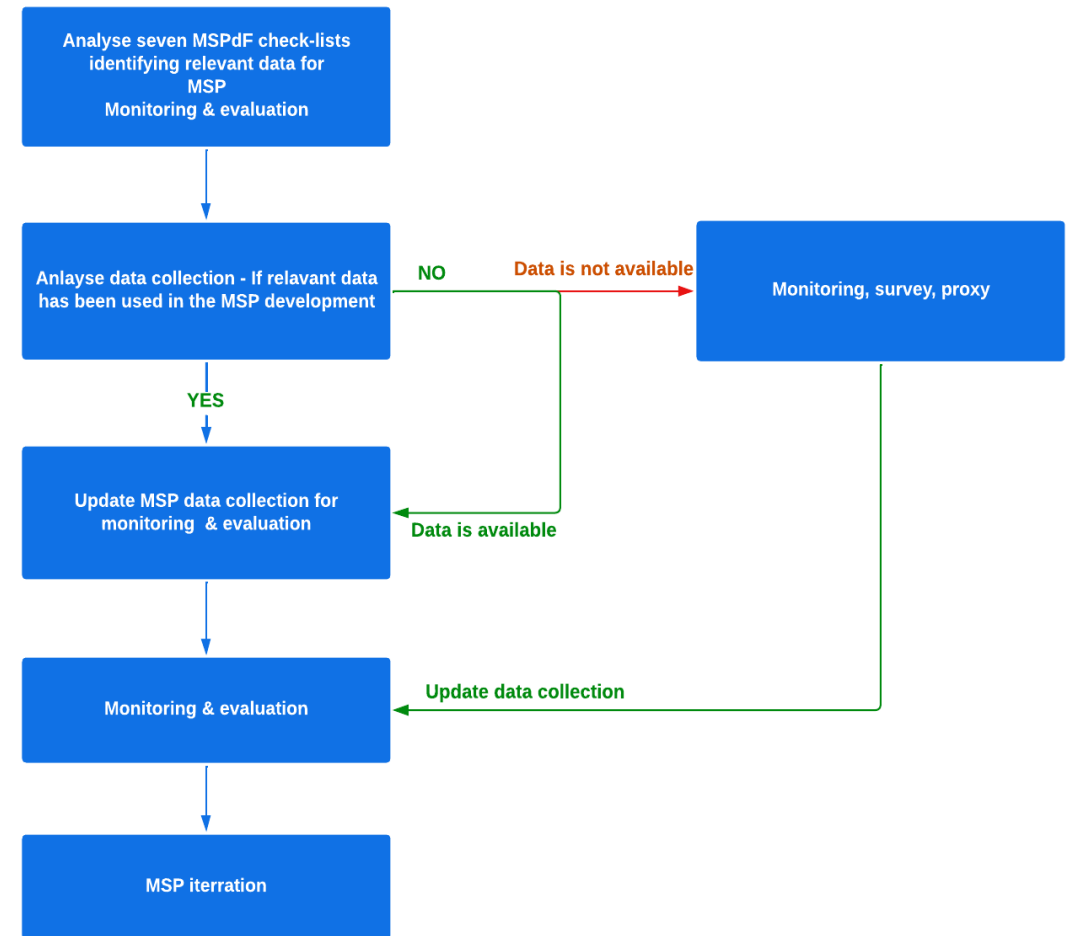 Analyse seven MSPdF check-lists
identifying relevant data for
MSP
Monitoring & evaluation
Anlayse data collection - If relavant data
has been used in the MSP development
NO
Data is not available
Monitoring, survey, proxy
YES
Update MSP data collection for
monitoring  & evaluation
Data is available
Update data collection
Monitoring & evaluation
MSP iterration